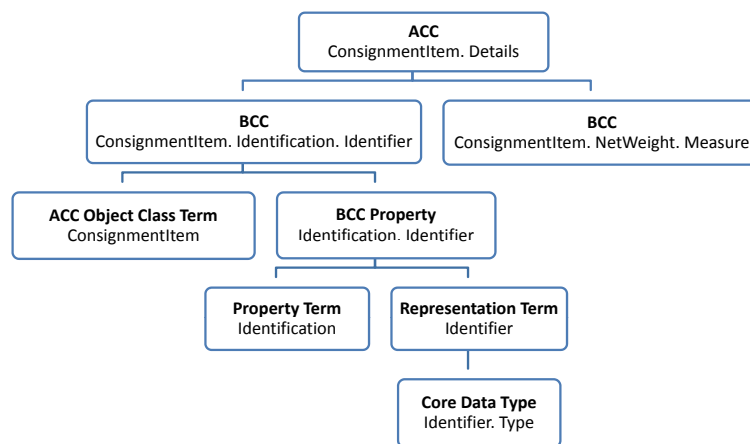 ACC
ConsignmentItem. Details
BCC
ConsignmentItem. Identification. Identifier
BCC
ConsignmentItem. NetWeight. Measure
ACC Object Class Term
ConsignmentItem
BCC Property
Identification. Identifier
Property Term
Identification
Representation Term
Identifier
Core Data Type
Identifier. Type